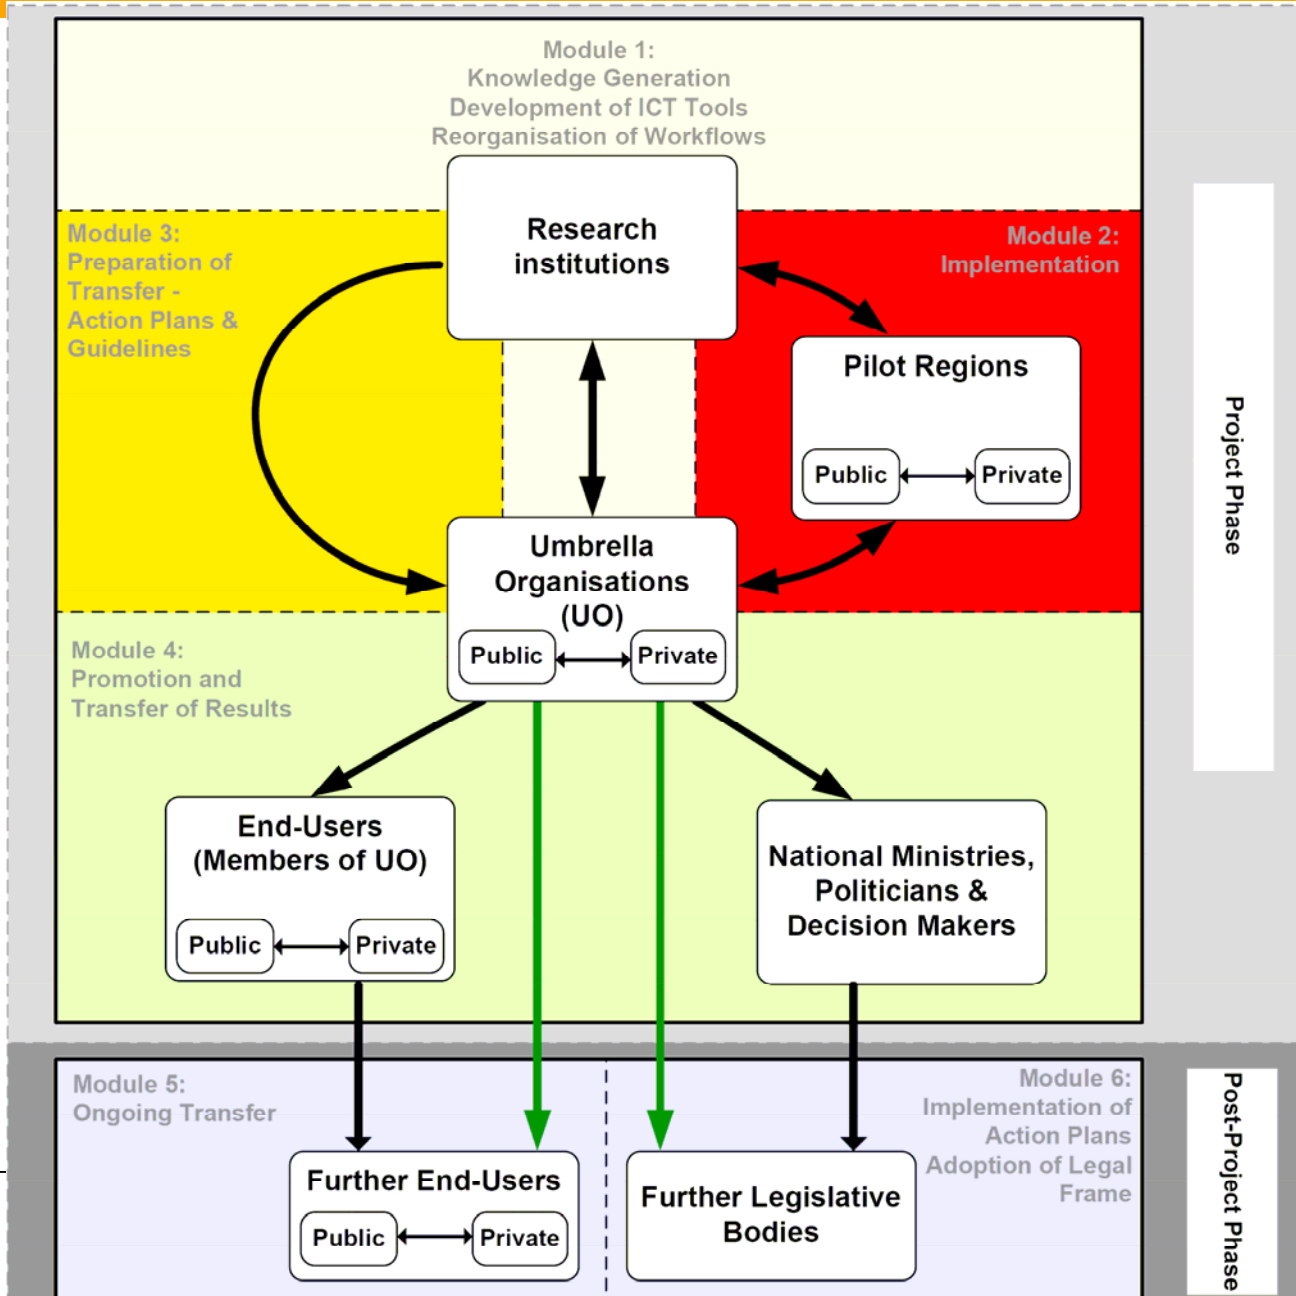 Module 1:
Knowledge Generation
Development of ICT Tools
Reorganisation of Workflows
Research
institutions
Module 3:
Preparation of
Transfer -
Action Plans &
Guidelines
Module 2:
Implementation
Pilot Regions
Public
Private
Project Phase
Umbrella
Organisations
(UO)
Public
Private
Module 4:
Promotion and
Transfer of Results
End-Users
(Members of UO)
Public
Private
National Ministries,
Politicians &
Decision Makers
Module 5:
Ongoing Transfer
Module 6:
Implementation of
Action Plans
Adoption of Legal
Frame
Further End-Users
Public
Private
Further Legislative
Bodies
Post-Project Phase